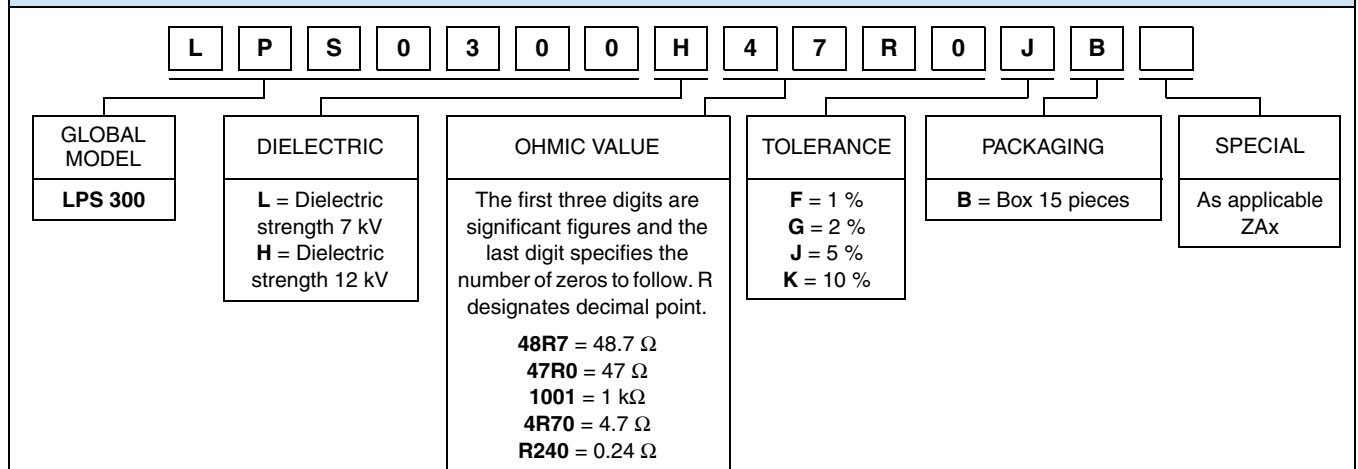 L P S 0 3 0 0 H 4 7 R 0 J B
GLOBAL
MODEL
LPS 300
DIELECTRIC
L = Dielectric
strength 7 kV
H = Dielectric
strength 12 kV
OHMIC VALUE
The first three digits are
significant figures and the
last digit specifies the
number of zeros to follow. R
designates decimal point.
48R7 = 48.7 Ω
47R0 = 47 Ω
1001 = 1 kΩ
4R70 = 4.7 Ω
R240 = 0.24 Ω
TOLERANCE
F = 1 %
G = 2 %
J = 5 %
K = 10 %
PACKAGING
B = Box 15 pieces
SPECIAL
As applicable
ZAx